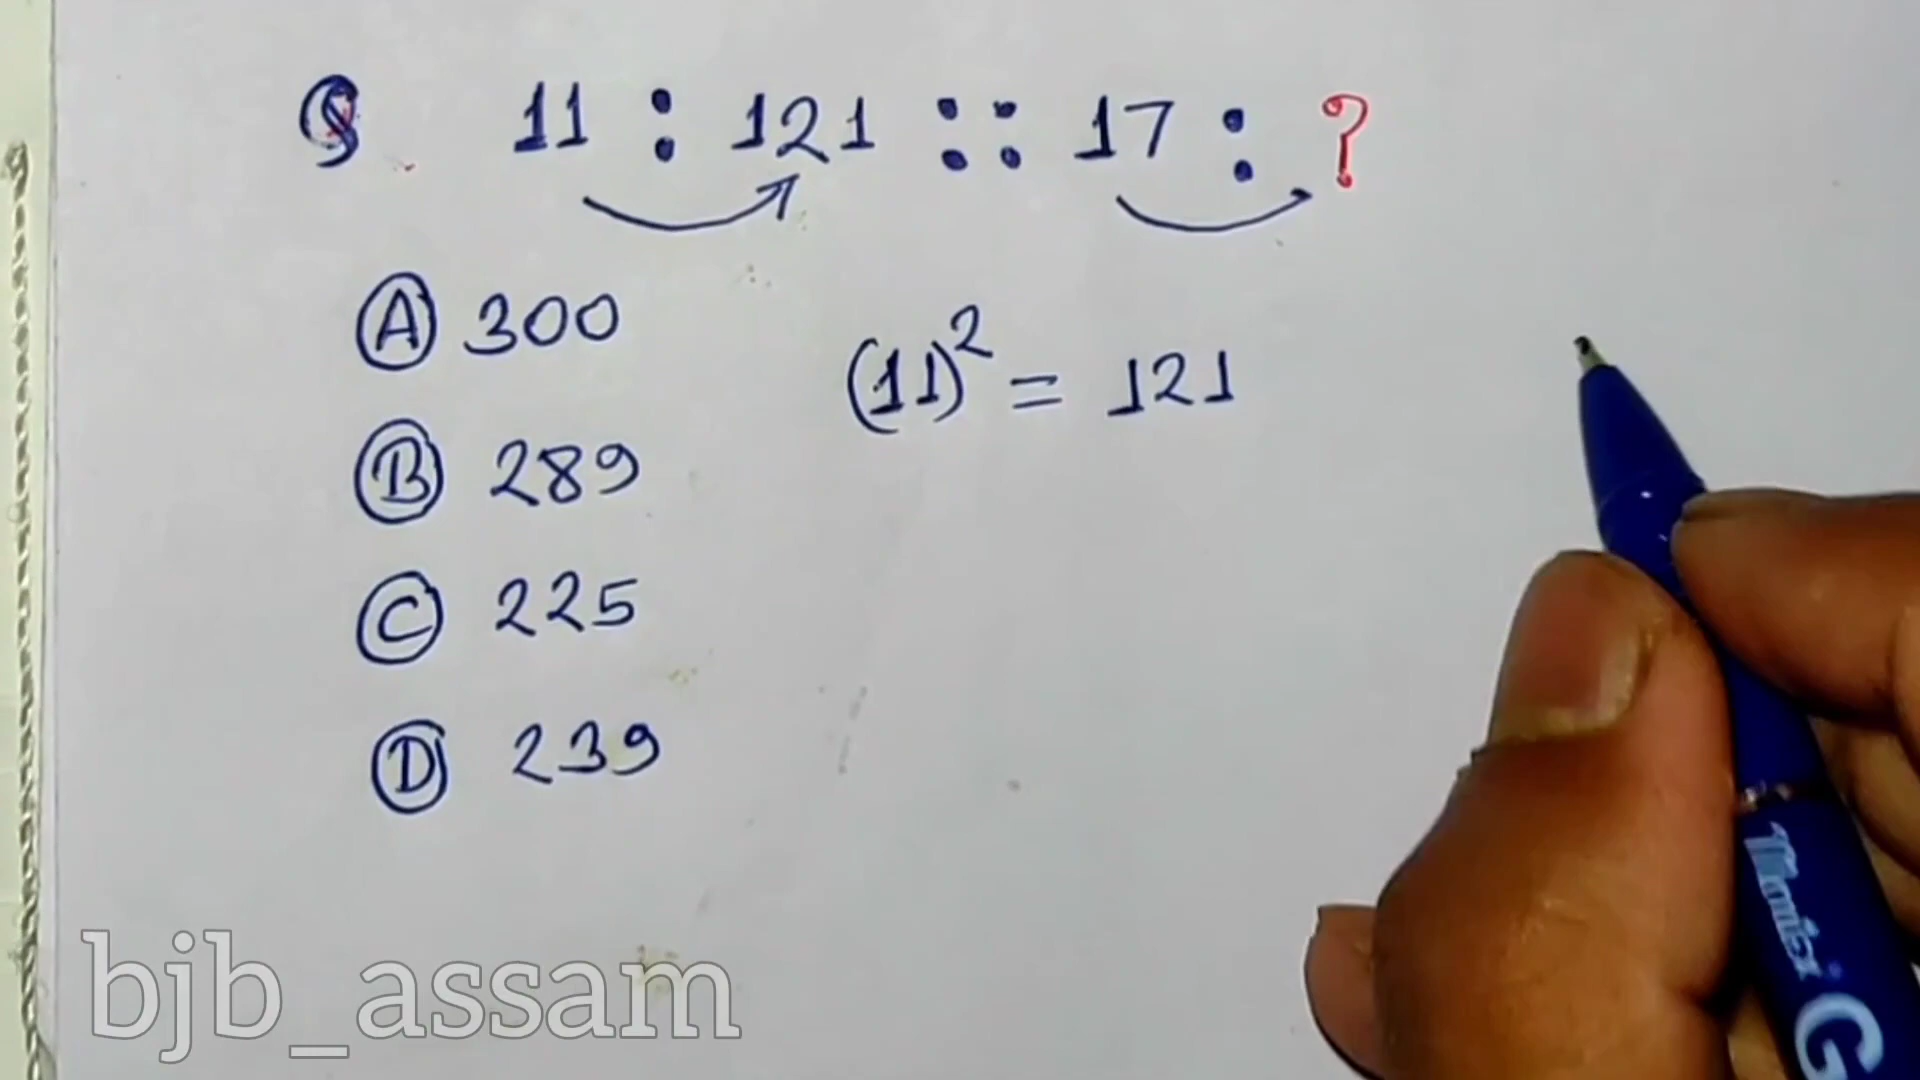 Q 11 : 121 :: 17 : ?
(A) 300
(11)² = 121
(B) 289
(C) 225
(D) 239
bjb_assam
G